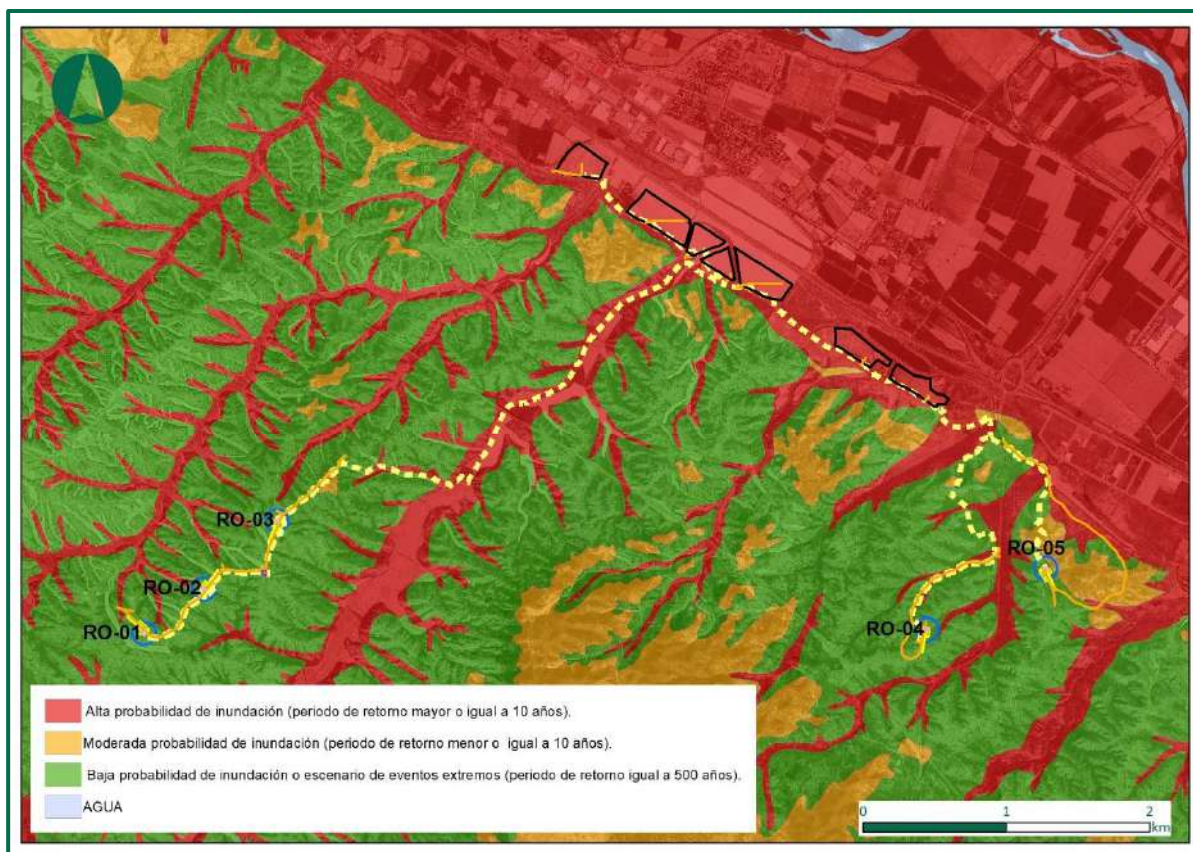 RO-03
RO-02
RO-01
RO-05
RO-04
Alta probabilidad de inundación (periodo de retorno mayor o igual a 10 años).
Moderada probabilidad de inundación (periodo de retorno menor o igual a 10 años).
Baja probabilidad de inundación o escenario de eventos extremos (periodo de retorno igual a 500 años).
AGUA
0 1 2
km